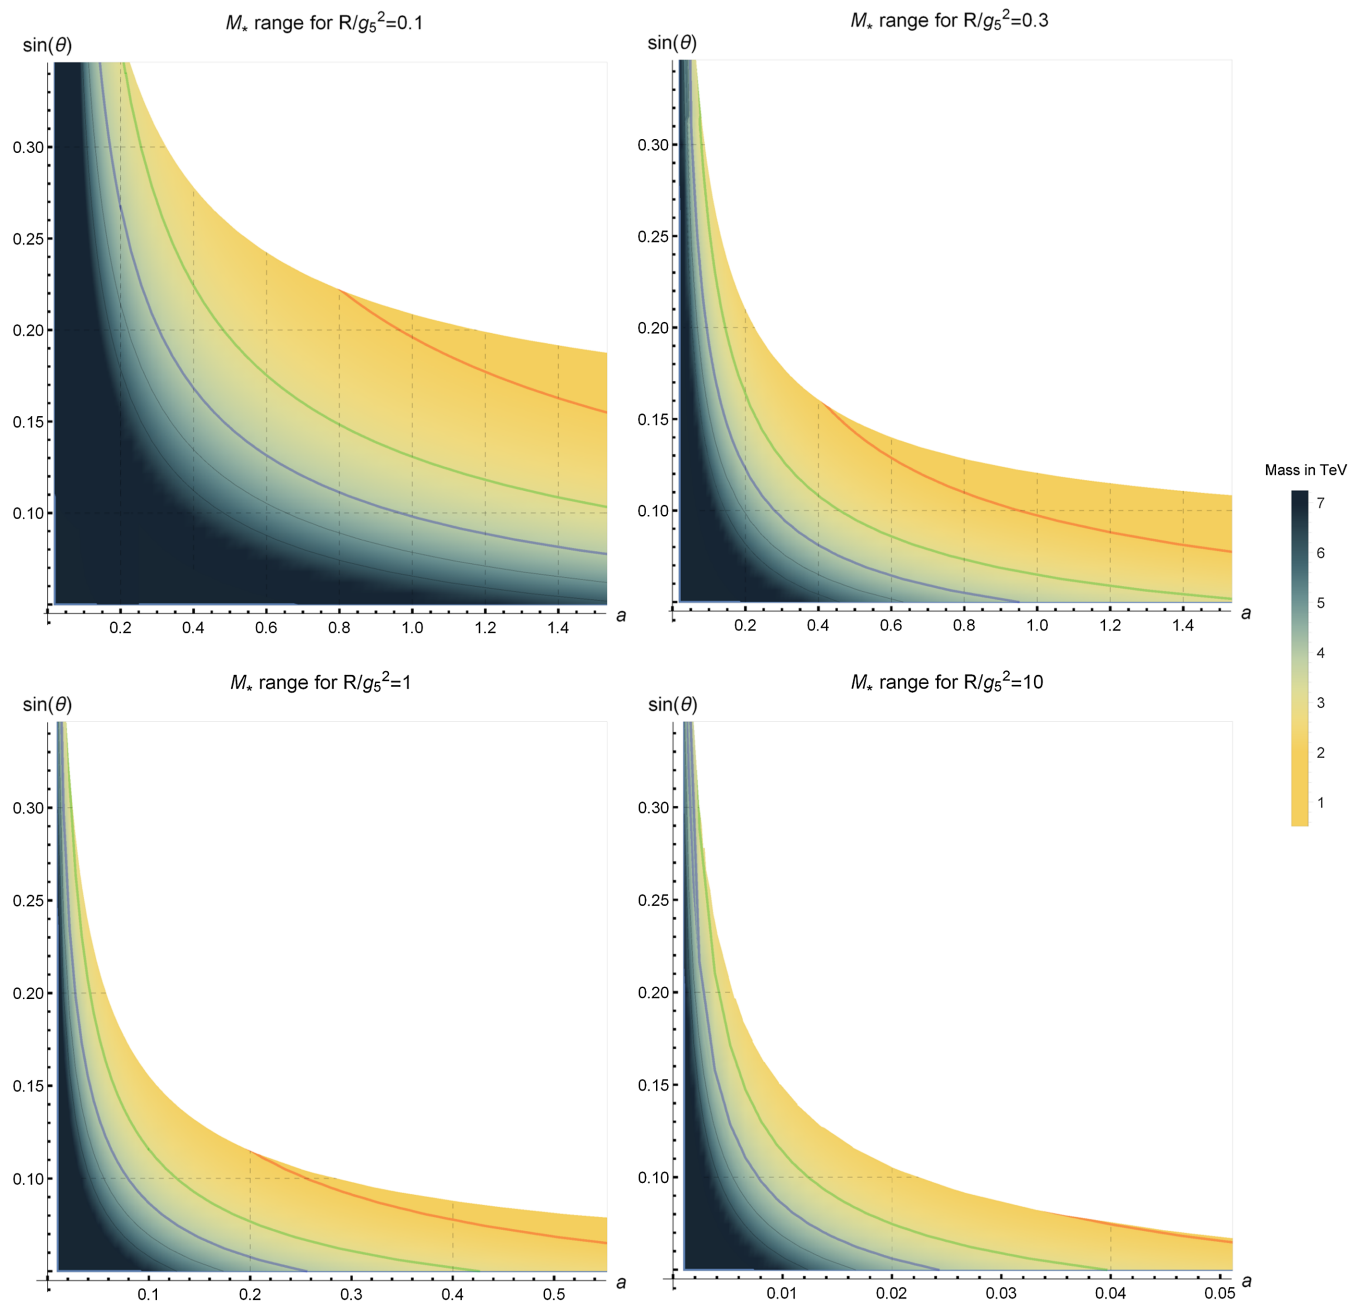 M* range for R/g₅²=0.1
sin(θ)
0.30
0.25
0.20
0.15
0.10
0.2 0.4 0.6 0.8 1.0 1.2 1.4
a
M* range for R/g₅²=0.3
sin(θ)
0.30
0.25
0.20
0.15
0.10
0.2 0.4 0.6 0.8 1.0 1.2 1.4
a
Mass in TeV
7
6
5
4
3
2
1
M* range for R/g₅²=1
sin(θ)
0.30
0.25
0.20
0.15
0.10
0.1 0.2 0.3 0.4 0.5
a
M* range for R/g₅²=10
sin(θ)
0.30
0.25
0.20
0.15
0.10
0.01 0.02 0.03 0.04 0.05
a